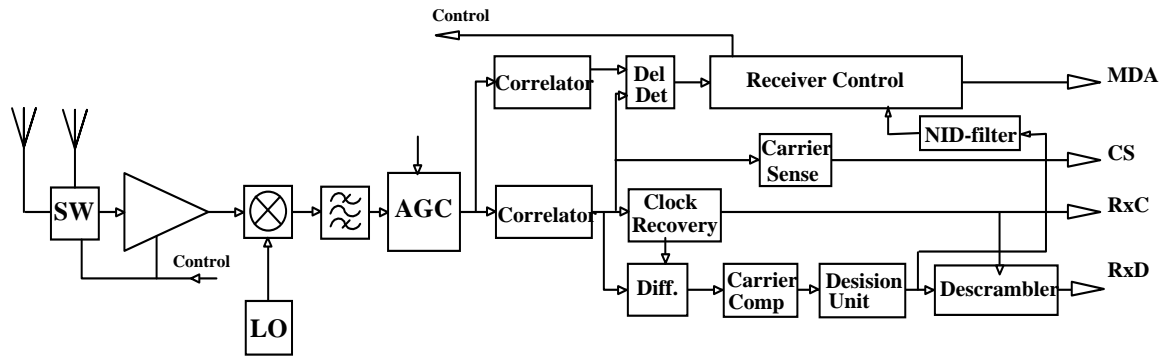 Control
Correlator
Del
Det
Receiver Control
MDA
NID-filter
Carrier
Sense
CS
SW
AGC
Correlator
Clock
Recovery
RxC
Control
Diff.
Carrier
Comp
Desision
Unit
Descrambler
RxD
LO